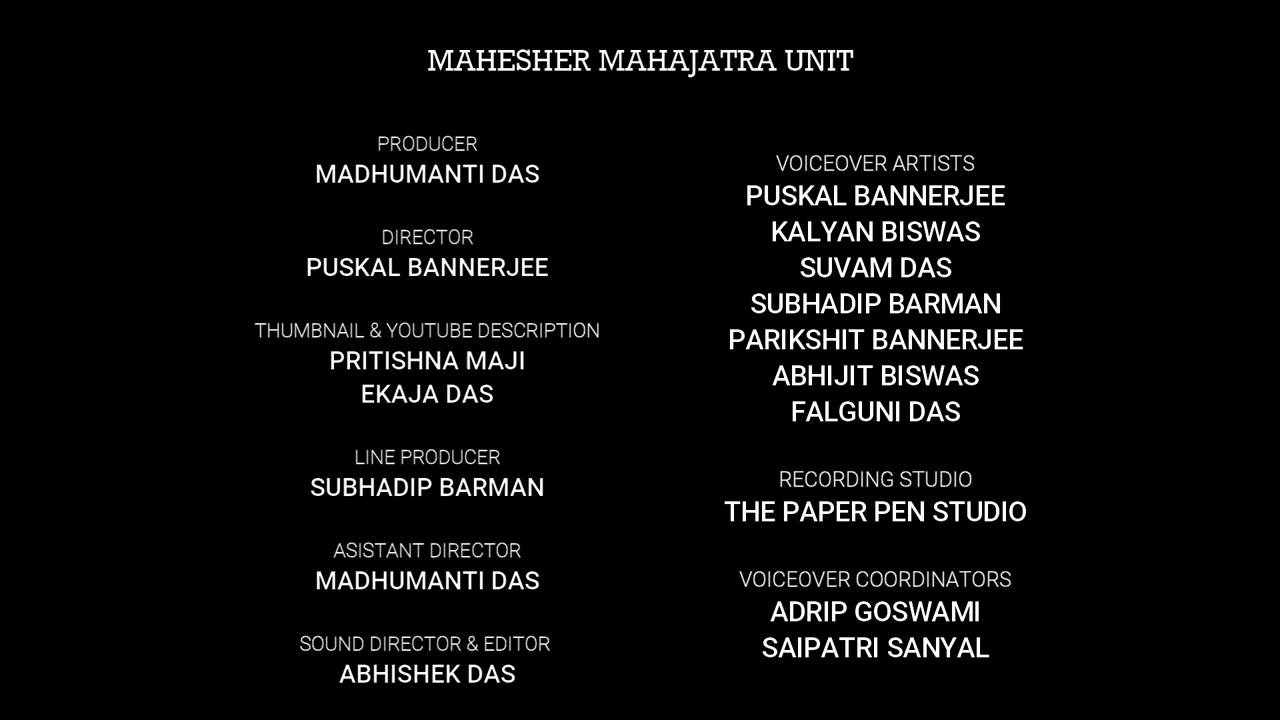 MAHESHER MAHAJATRA UNIT
PRODUCER
MADHUMANTI DAS
DIRECTOR
PUSKAL BANNERJEE
THUMBNAIL & YOUTUBE DESCRIPTION
PRITISHNA MAJI
EKAJA DAS
LINE PRODUCER
SUBHADIP BARMAN
ASISTANT DIRECTOR
MADHUMANTI DAS
SOUND DIRECTOR & EDITOR
ABHISHEK DAS
VOICEOVER ARTISTS
PUSKAL BANNERJEE
KALYAN BISWAS
SUVAM DAS
SUBHADIP BARMAN
PARIKSHIT BANNERJEE
ABHIJIT BISWAS
FALGUNI DAS
RECORDING STUDIO
THE PAPER PEN STUDIO
VOICEOVER COORDINATORS
ADRIP GOSWAMI
SAIPATRI SANYAL